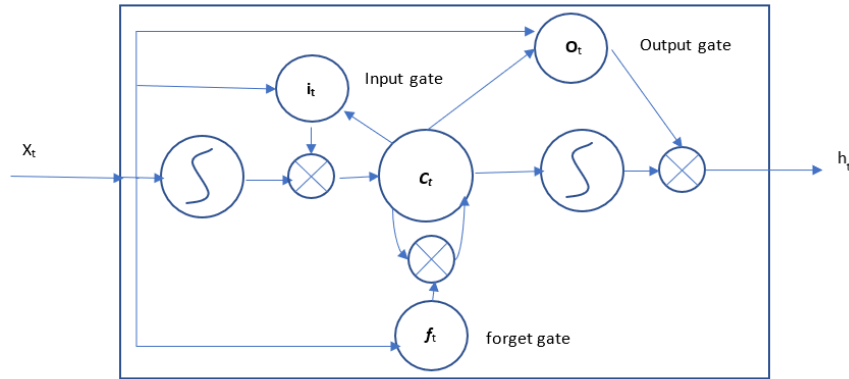 Oₜ
Output gate
iₜ
Input gate
Xₜ
Cₜ
hₜ
fₜ
forget gate